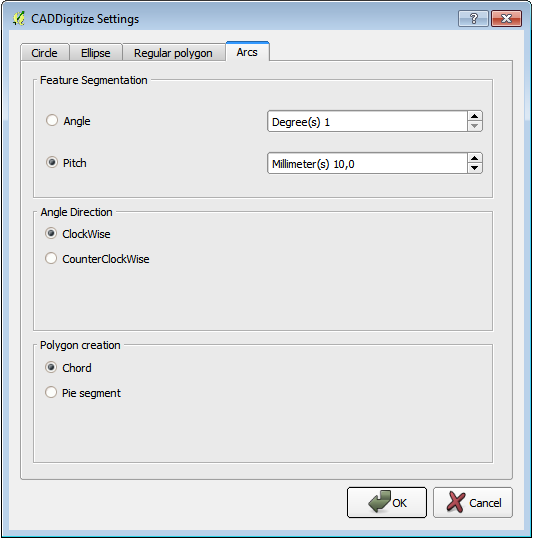 CADDigitize Settings
?
Circle Ellipse Regular polygon Arcs
Feature Segmentation
Angle Degree(s) 1
Pitch Millimeter(s) 10,0
Angle Direction
ClockWise
CounterClockWise
Polygon creation
Chord
Pie segment
OK Cancel